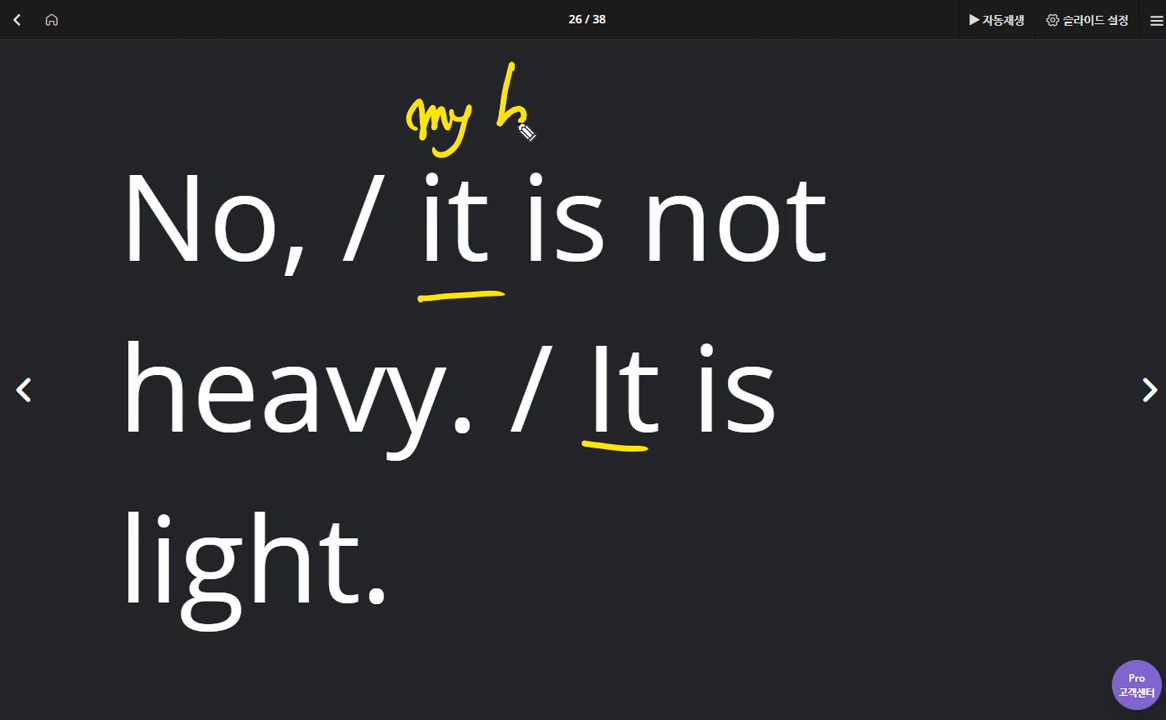 26 / 38
▶ 자동재생
슬라이드 설정
my h
No, / it is not
heavy. / It is
light.
Pro
고객센터